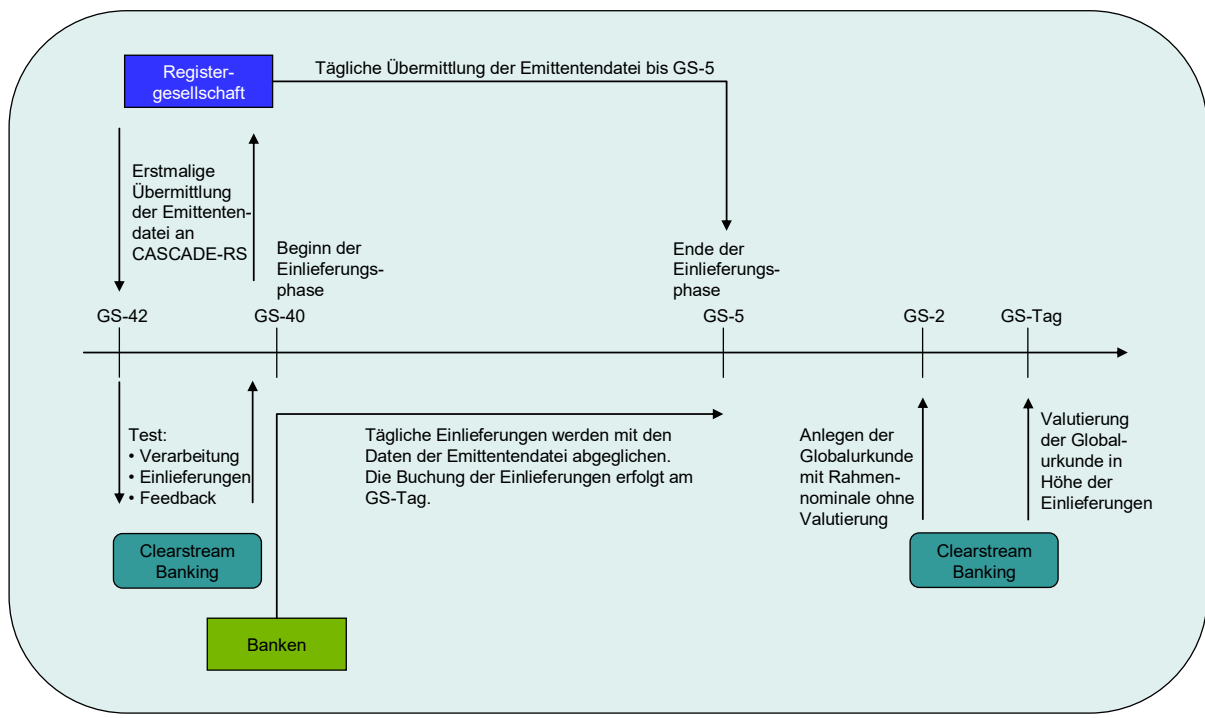 Register-
gesellschaft
Tägliche Übermittlung der Emittentendatei bis GS-5
Erstmalige
Übermittlung
der Emittenten-
datei an
CASCADE-RS
Beginn der
Einlieferungs-
phase
Ende der
Einlieferungs-
phase
GS-42
GS-40
GS-5
GS-2
GS-Tag
Test:
• Verarbeitung
• Einlieferungen
• Feedback
Tägliche Einlieferungen werden mit den
Daten der Emittentendatei abgeglichen.
Die Buchung der Einlieferungen erfolgt am
GS-Tag.
Anlegen der
Globalurkunde
mit Rahmen-
nominale ohne
Valutierung
Valutierung
der Global-
urkunde in
Höhe der
Einlieferungen
Clearstream
Banking
Clearstream
Banking
Banken